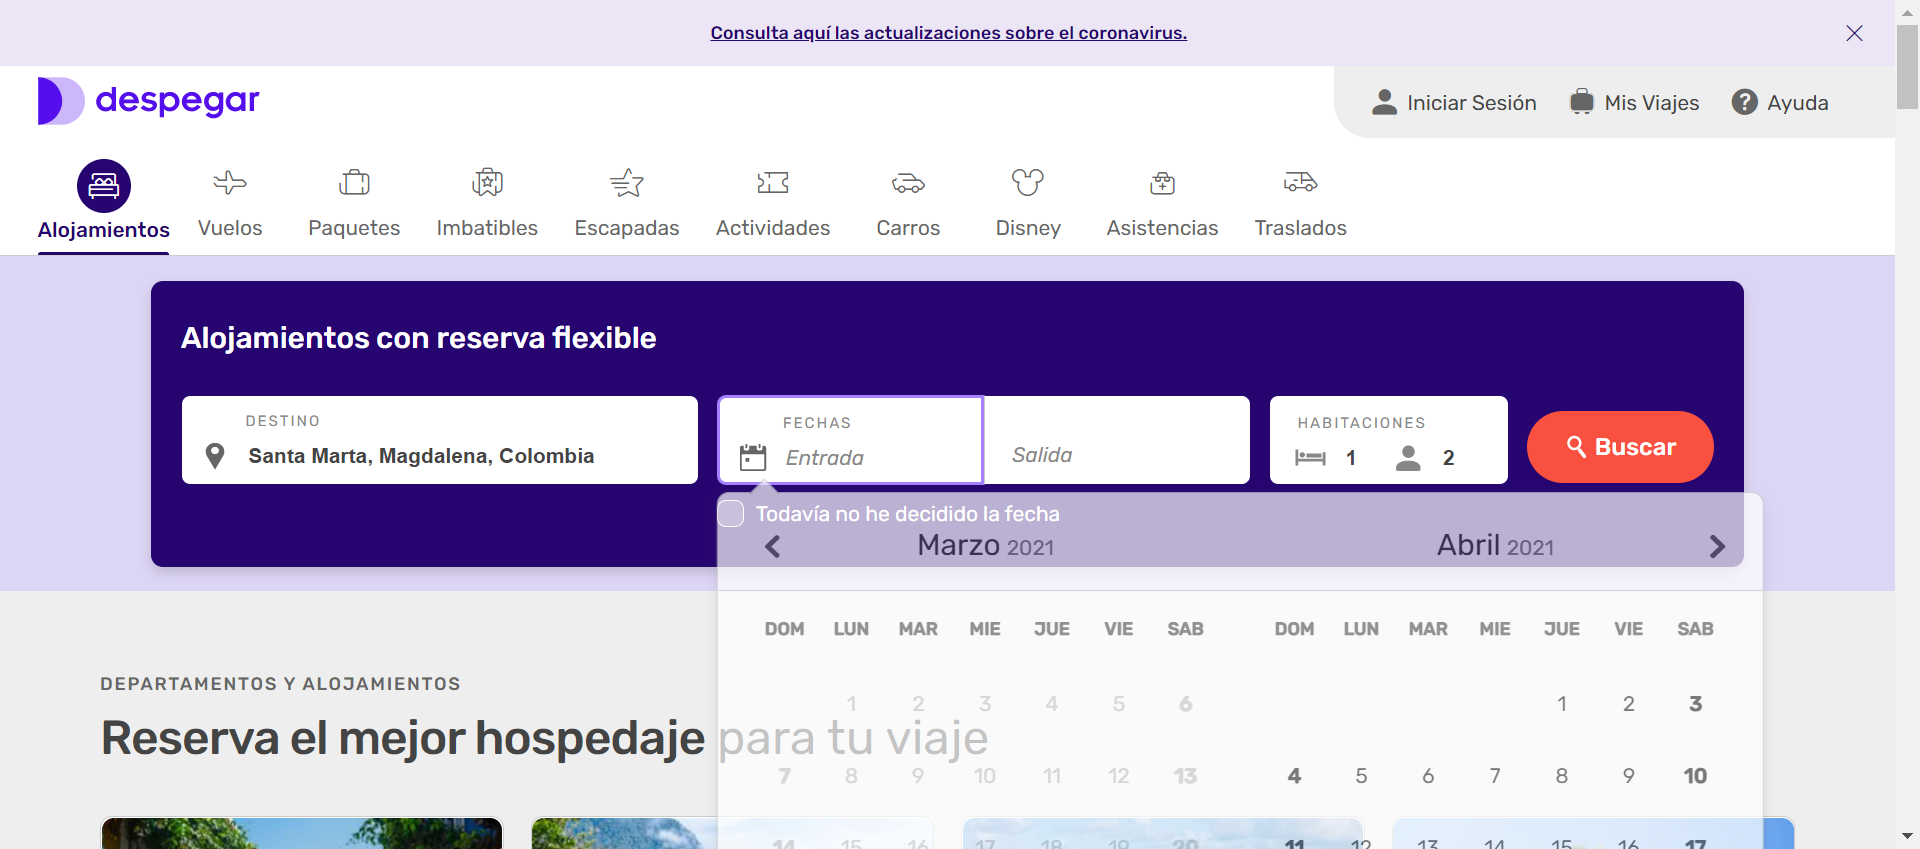 Consulta aquí las actualizaciones sobre el coronavirus.
despegar
Iniciar Sesión
Mis Viajes
Ayuda
Alojamientos
Vuelos
Paquetes
Imbatibles
Escapadas
Actividades
Carros
Disney
Asistencias
Traslados
Alojamientos con reserva flexible
DESTINO
Santa Marta, Magdalena, Colombia
FECHAS
Entrada
Salida
HABITACIONES
1
2
Buscar
Todavía no he decidido la fecha
Marzo 2021
Abril 2021
DOM LUN MAR MIE JUE VIE SAB
DOM LUN MAR MIE JUE VIE SAB
1 2 3 4 5 6
1 2 3
7 8 9 10 11 12 13
4 5 6 7 8 9 10
14 15 16 17 18 19 20
11 12 13 14 15 16 17
DEPARTAMENTOS Y ALOJAMIENTOS
Reserva el mejor hospedaje para tu viaje